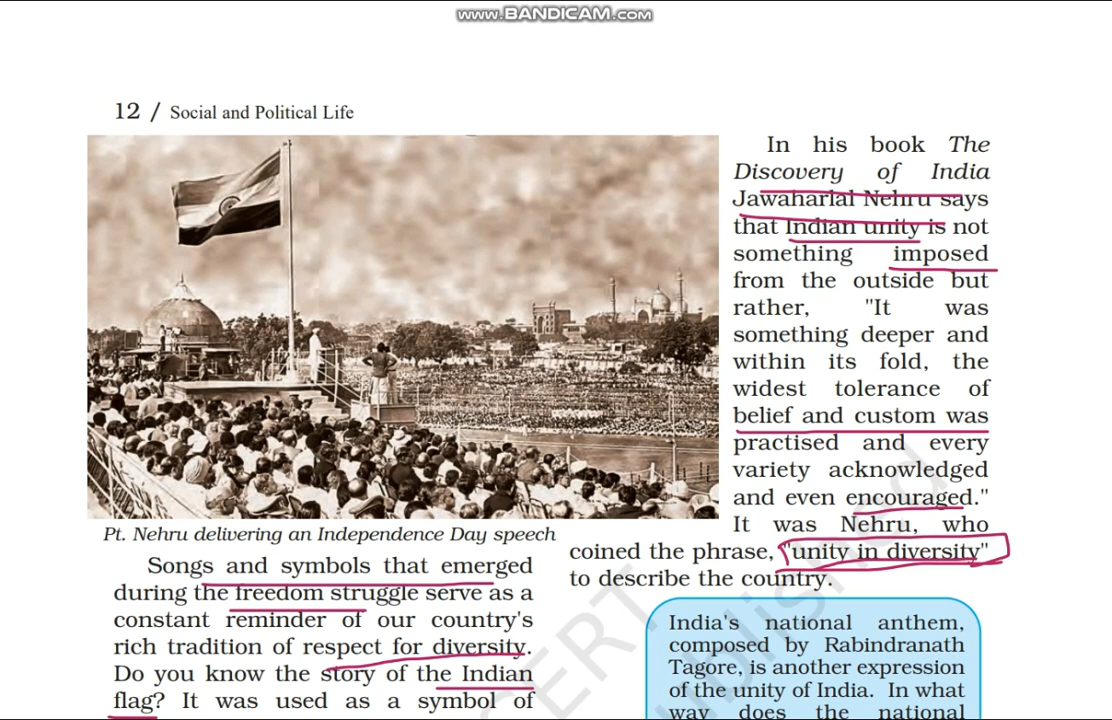 www.BANDICAM.com
12 / Social and Political Life
In his book The
Discovery of India
Jawaharlal Nehru says
that Indian unity is not
something imposed
from the outside but
rather, "It was
something deeper and
within its fold, the
widest tolerance of
belief and custom was
practised and every
variety acknowledged
and even encouraged."
It was Nehru, who
coined the phrase, "unity in diversity"
to describe the country.
Pt. Nehru delivering an Independence Day speech
Songs and symbols that emerged
during the freedom struggle serve as a
constant reminder of our country's
rich tradition of respect for diversity.
Do you know the story of the Indian
flag? It was used as a symbol of
India's national anthem,
composed by Rabindranath
Tagore, is another expression
of the unity of India. In what
way does the national